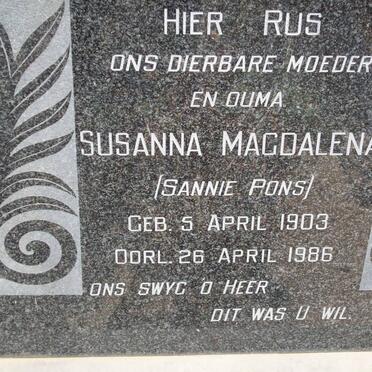 HIER RUS
ONS DIERBARE MOEDER
EN OUMA
SUSANNA MAGDALENA
(SANNIE PONS)
GEB. 5 APRIL 1903
OORL. 26 APRIL 1986
ONS SWYG O HEER
DIT WAS U WIL.